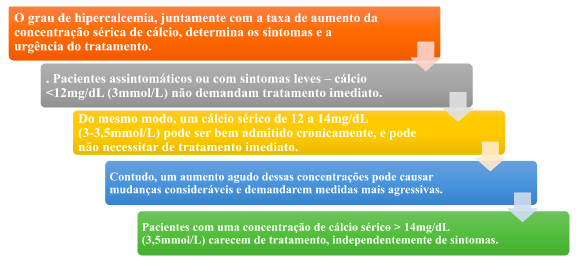 O grau de hipercalcemia, juntamente com a taxa de aumento da
concentração sérica de cálcio, determina os sintomas e a
urgência do tratamento.
. Pacientes assintomáticos ou com sintomas leves – cálcio
<12mg/dL (3mmol/L) não demandam tratamento imediato.
Do mesmo modo, um cálcio sérico de 12 a 14mg/dL
(3-3,5mmol/L) pode ser bem admitido cronicamente, e pode
não necessitar de tratamento imediato.
Contudo, um aumento agudo dessas concentrações pode causar
mudanças consideráveis e demandarem medidas mais agressivas.
Pacientes com uma concentração de cálcio sérico > 14mg/dL
(3,5mmol/L) carecem de tratamento, independentemente de sintomas.